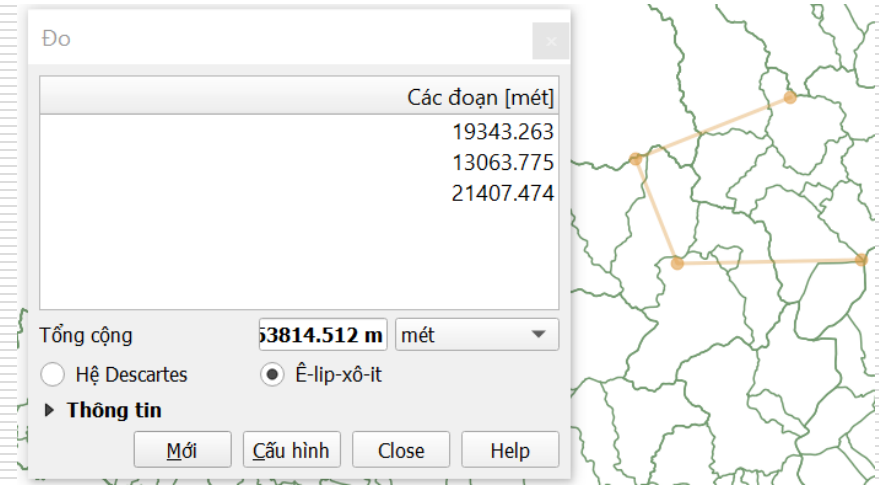 Đo
Các đoạn [mét]
19343.263
13063.775
21407.474
Tổng cộng
53814.512 m
mét
Hệ Descartes
Ê-lip-xô-it
Thông tin
Mới
Cấu hình
Close
Help